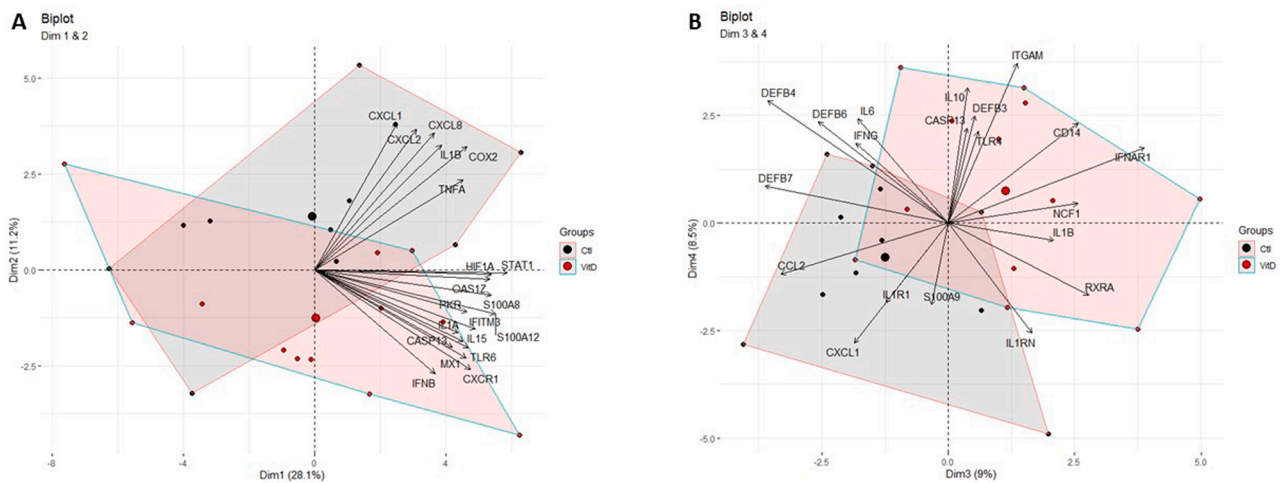 A
Biplot
Dim 1 & 2
CXCL1
CXCL2
CXCL8
IL1B
COX2
TNFA
HIF1A
STAT1
OAS1Z
PKR
S100A8
IL1A
IFITM3
CASP13
IL15
S100A12
MX1
TLR6
IFNB
CXCR1
5.0
2.5
0.0
-2.5
Dim2 (11.2%)
-8
-4
0
4
Dim1 (28.1%)
Groups
Ctl
VitD
B
Biplot
Dim 3 & 4
ITGAM
DEFB4
IL10
DEFB6
IL6
DEFB3
CASP13
IFNG
TLR4
CD14
IFNAR1
DEFB7
NCF1
IL1B
CCL2
IL1R1
S100A9
RXRA
CXCL1
IL1RN
2.5
0.0
-2.5
-5.0
Dim4 (8.5%)
-2.5
0.0
2.5
5.0
Dim3 (9%)
Groups
Ctl
VitD